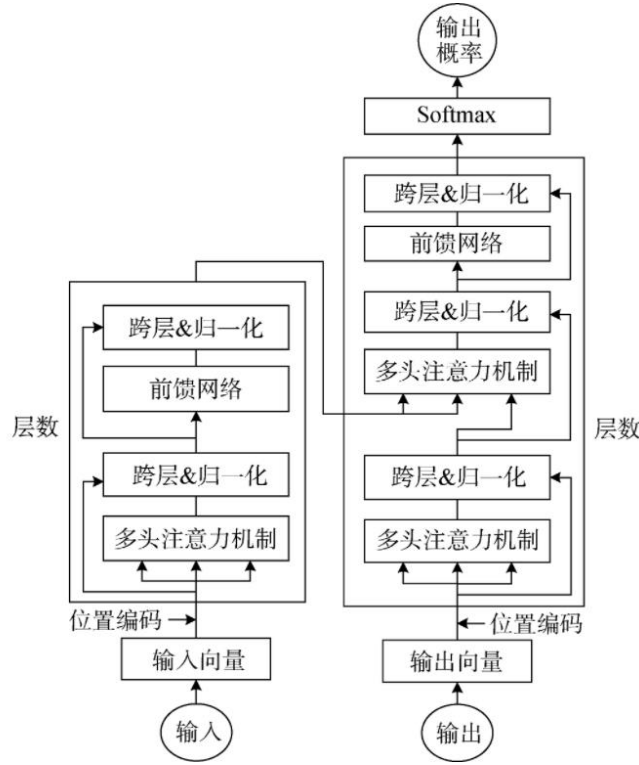 输出
概率
Softmax
跨层&归一化
前馈网络
跨层&归一化
多头注意力机制
跨层&归一化
多头注意力机制
层数
位置编码
输出向量
输出
跨层&归一化
前馈网络
层数
跨层&归一化
多头注意力机制
位置编码
输入向量
输入